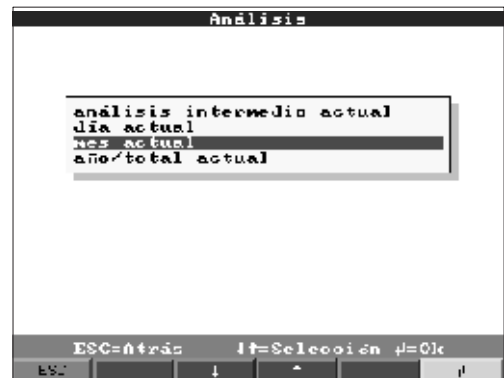 Análisis
análisis intermedio actual
día actual
mes actual
año/total actual
ESC=Atrás ↓↑=Selección ↵=Ok
ESC ↓ ↑ ↵